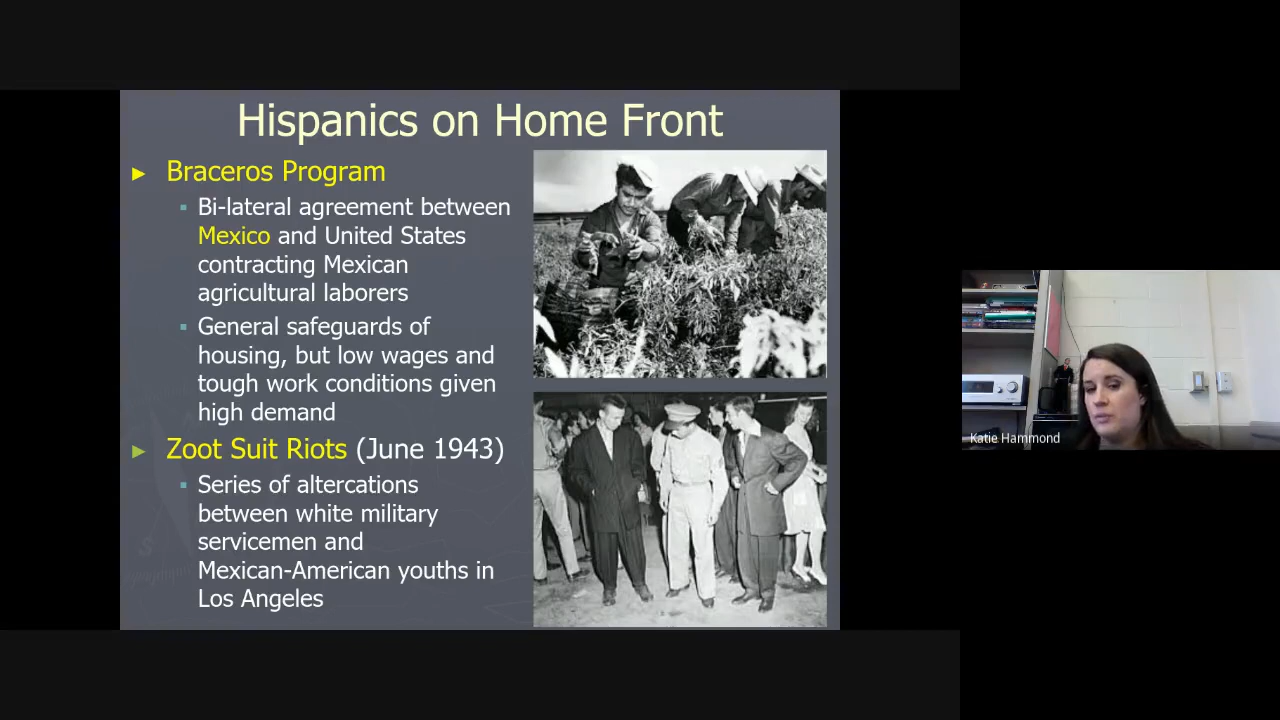 Hispanics on Home Front
► Braceros Program
▪ Bi-lateral agreement between
Mexico and United States
contracting Mexican
agricultural laborers
▪ General safeguards of
housing, but low wages and
tough work conditions given
high demand
► Zoot Suit Riots (June 1943)
▪ Series of altercations
between white military
servicemen and
Mexican-American youths in
Los Angeles
Katie Hammond